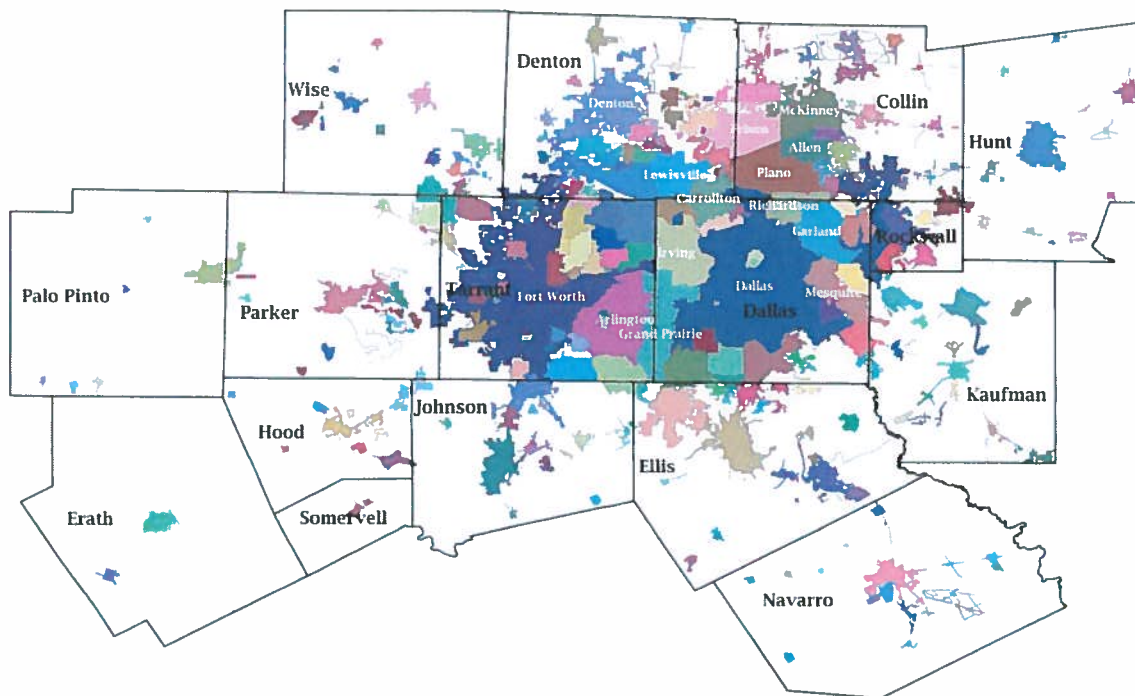 Denton
Wise
Collin
Denton
McKinney
Frisco
Hunt
Allen
Lewisville
Plano
Carrollton
Richardson
Garland
Rockwall
Irving
Palo Pinto
Parker
Tarrant
Fort Worth
Dallas
Mesquite
Dallas
Arlington
Grand Prairie
Kaufman
Johnson
Hood
Ellis
Erath
Somervell
Navarro